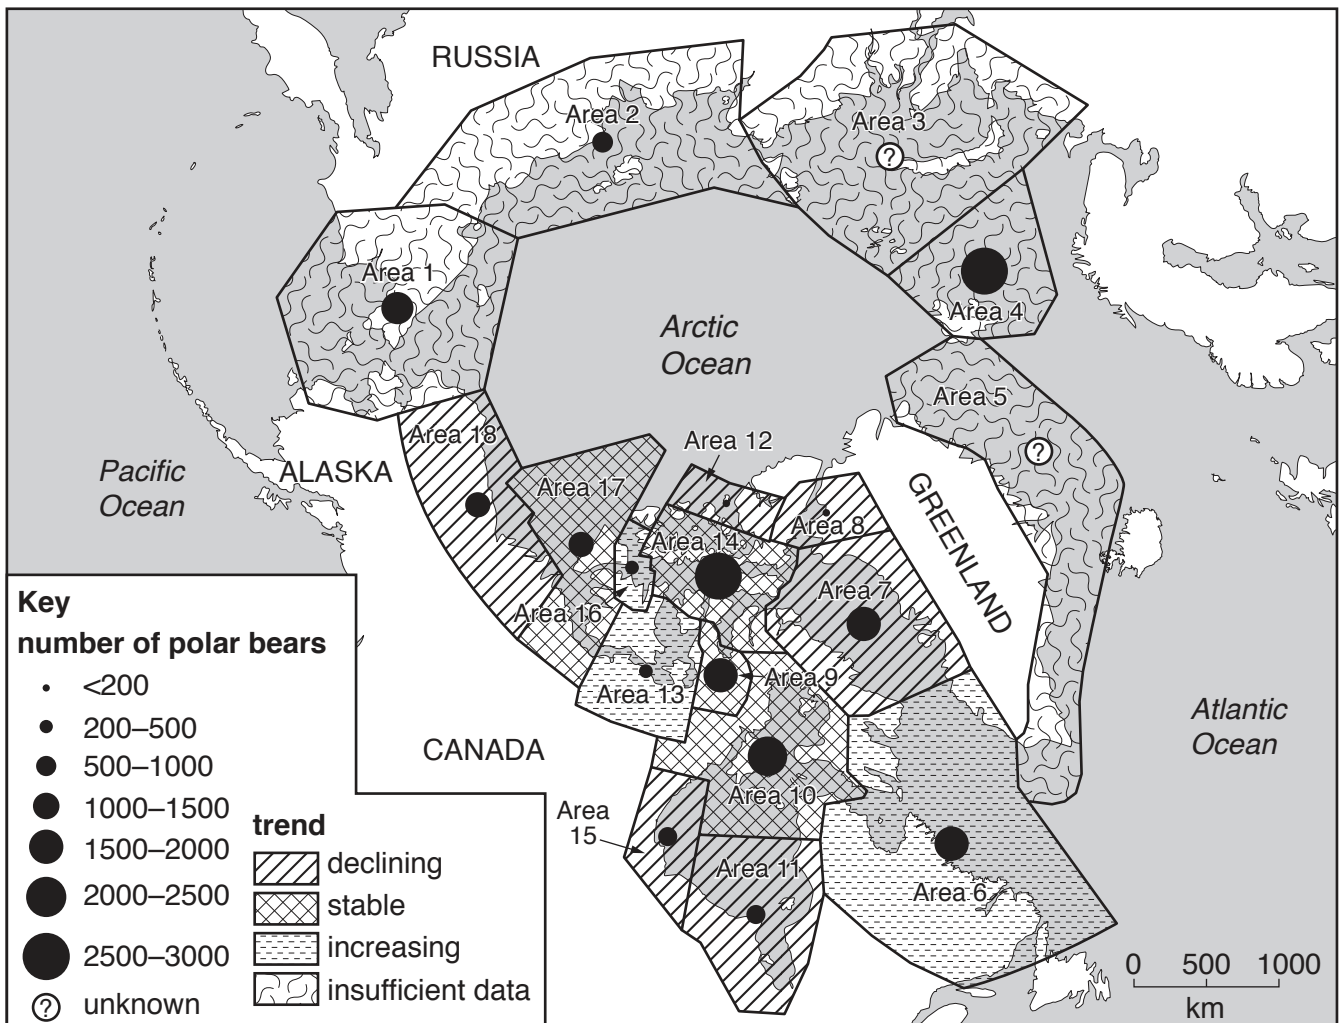 RUSSIA
Area 2
Area 3
?
Area 1
Area 4
Arctic
Ocean
Area 5
?
Area 18
Area 12
Pacific
Ocean
ALASKA
Area 17
Area 8
GREENLAND
Area 14
Area 7
Area 16
Area 9
Area 13
CANADA
Atlantic
Ocean
Area 10
Area
15
Area 11
Area 6
0 500 1000
km
Key
number of polar bears
<200
200–500
500–1000
1000–1500
1500–2000
2000–2500
2500–3000
? unknown
trend
declining
stable
increasing
insufficient data